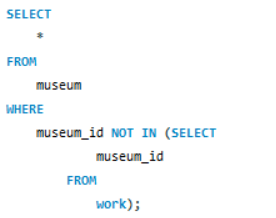 SELECT
*
FROM
museum
WHERE
museum_id NOT IN (SELECT
museum_id
FROM
work);